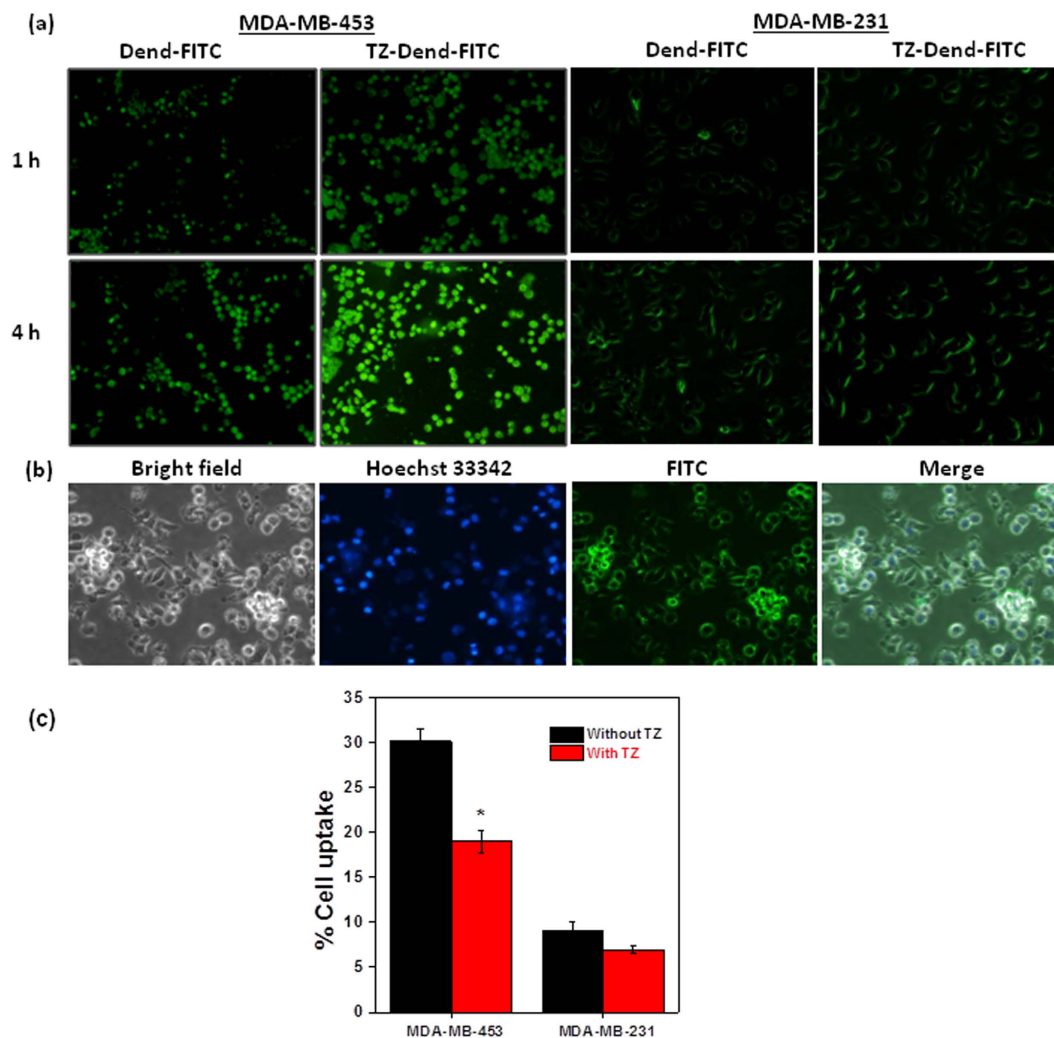 (a)
MDA-MB-453
MDA-MB-231
Dend-FITC
TZ-Dend-FITC
Dend-FITC
TZ-Dend-FITC
1 h
4 h
(b)
Bright field
Hoechst 33342
FITC
Merge
(c)
35
30
25
20
15
10
5
0
% Cell uptake
Without TZ
With TZ
*
MDA-MB-453
MDA-MB-231